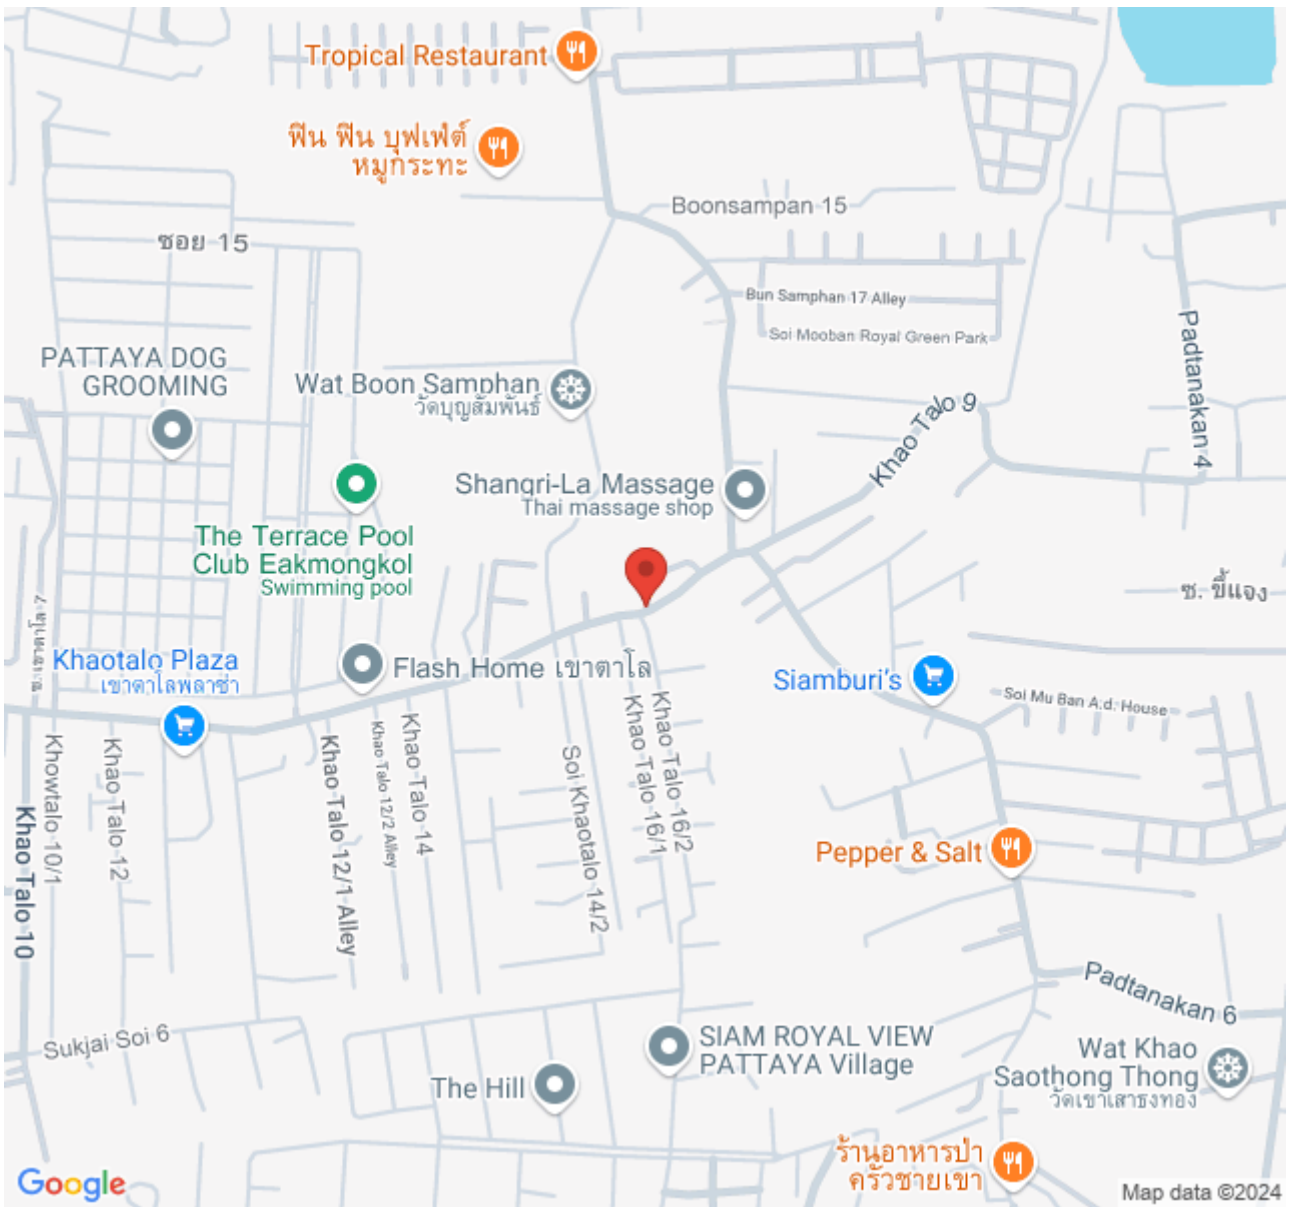 Tropical Restaurant
ฟิน ฟิน บุฟเฟ่ต์
หมูกระทะ
Boonsampan 15
ซอย 15
Bun Samphan 17 Alley
Soi Mooban Royal Green Park
Padtanakan 4
PATTAYA DOG
GROOMING
Wat Boon Samphan
วัดบุญสัมพันธ์
Khao Talo 9
Shangri-La Massage
Thai massage shop
The Terrace Pool
Club Eakmongkol
Swimming pool
ซ. ขี้แจง
Khaotalo Plaza
เขาตาโลพลาซ่า
Flash Home เขาตาโล
Siamburi's
Soi Mu Ban A.d. House
Khao Talo 10
Khowtalo 10/1
Khao Talo 12
Khao Talo 12/1 Alley
Khao Talo 12/2 Alley
Khao Talo 14
Soi Khaotalo 14/2
Khao Talo 16/1
Khao Talo 16/2
Pepper & Salt
Padtanakan 6
Sukjai Soi 6
SIAM ROYAL VIEW
PATTAYA Village
Wat Khao
Saothong Thong
วัดเขาเสาธงทอง
The Hill
ร้านอาหารป่า
ครัวชายเขา
Google
Map data ©2024